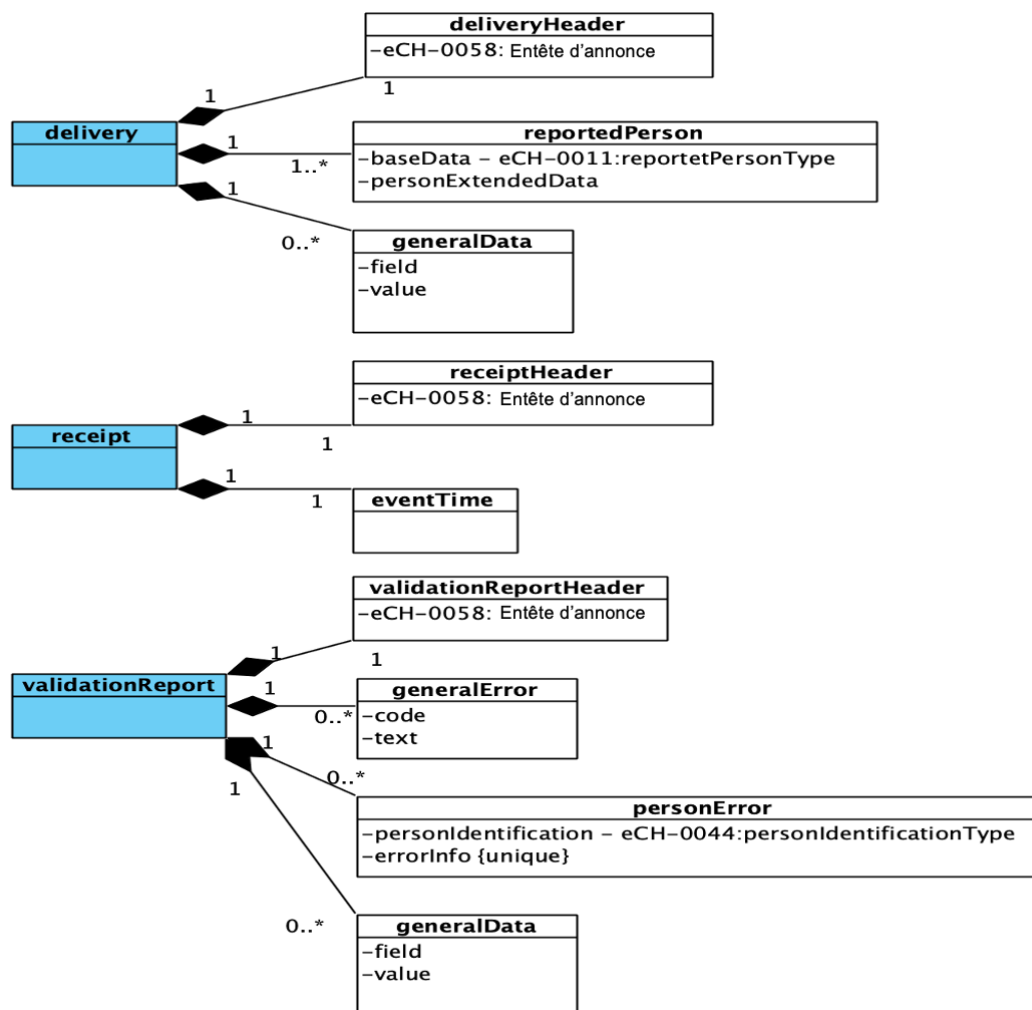 deliveryHeader
-eCH-0058: Entête d'annonce
1
1
delivery
reportedPerson
1
1..*
-baseData - eCH-0011:reportetPersonType
-personExtendedData
1
0..*
generalData
-field
-value
receiptHeader
-eCH-0058: Entête d'annonce
1
1
receipt
1
1
eventTime
validationReportHeader
-eCH-0058: Entête d'annonce
1
1
validationReport
generalError
1
0..*
-code
-text
1
0..*
1
personError
-personIdentification - eCH-0044:personIdentificationType
-errorInfo {unique}
0..*
generalData
-field
-value